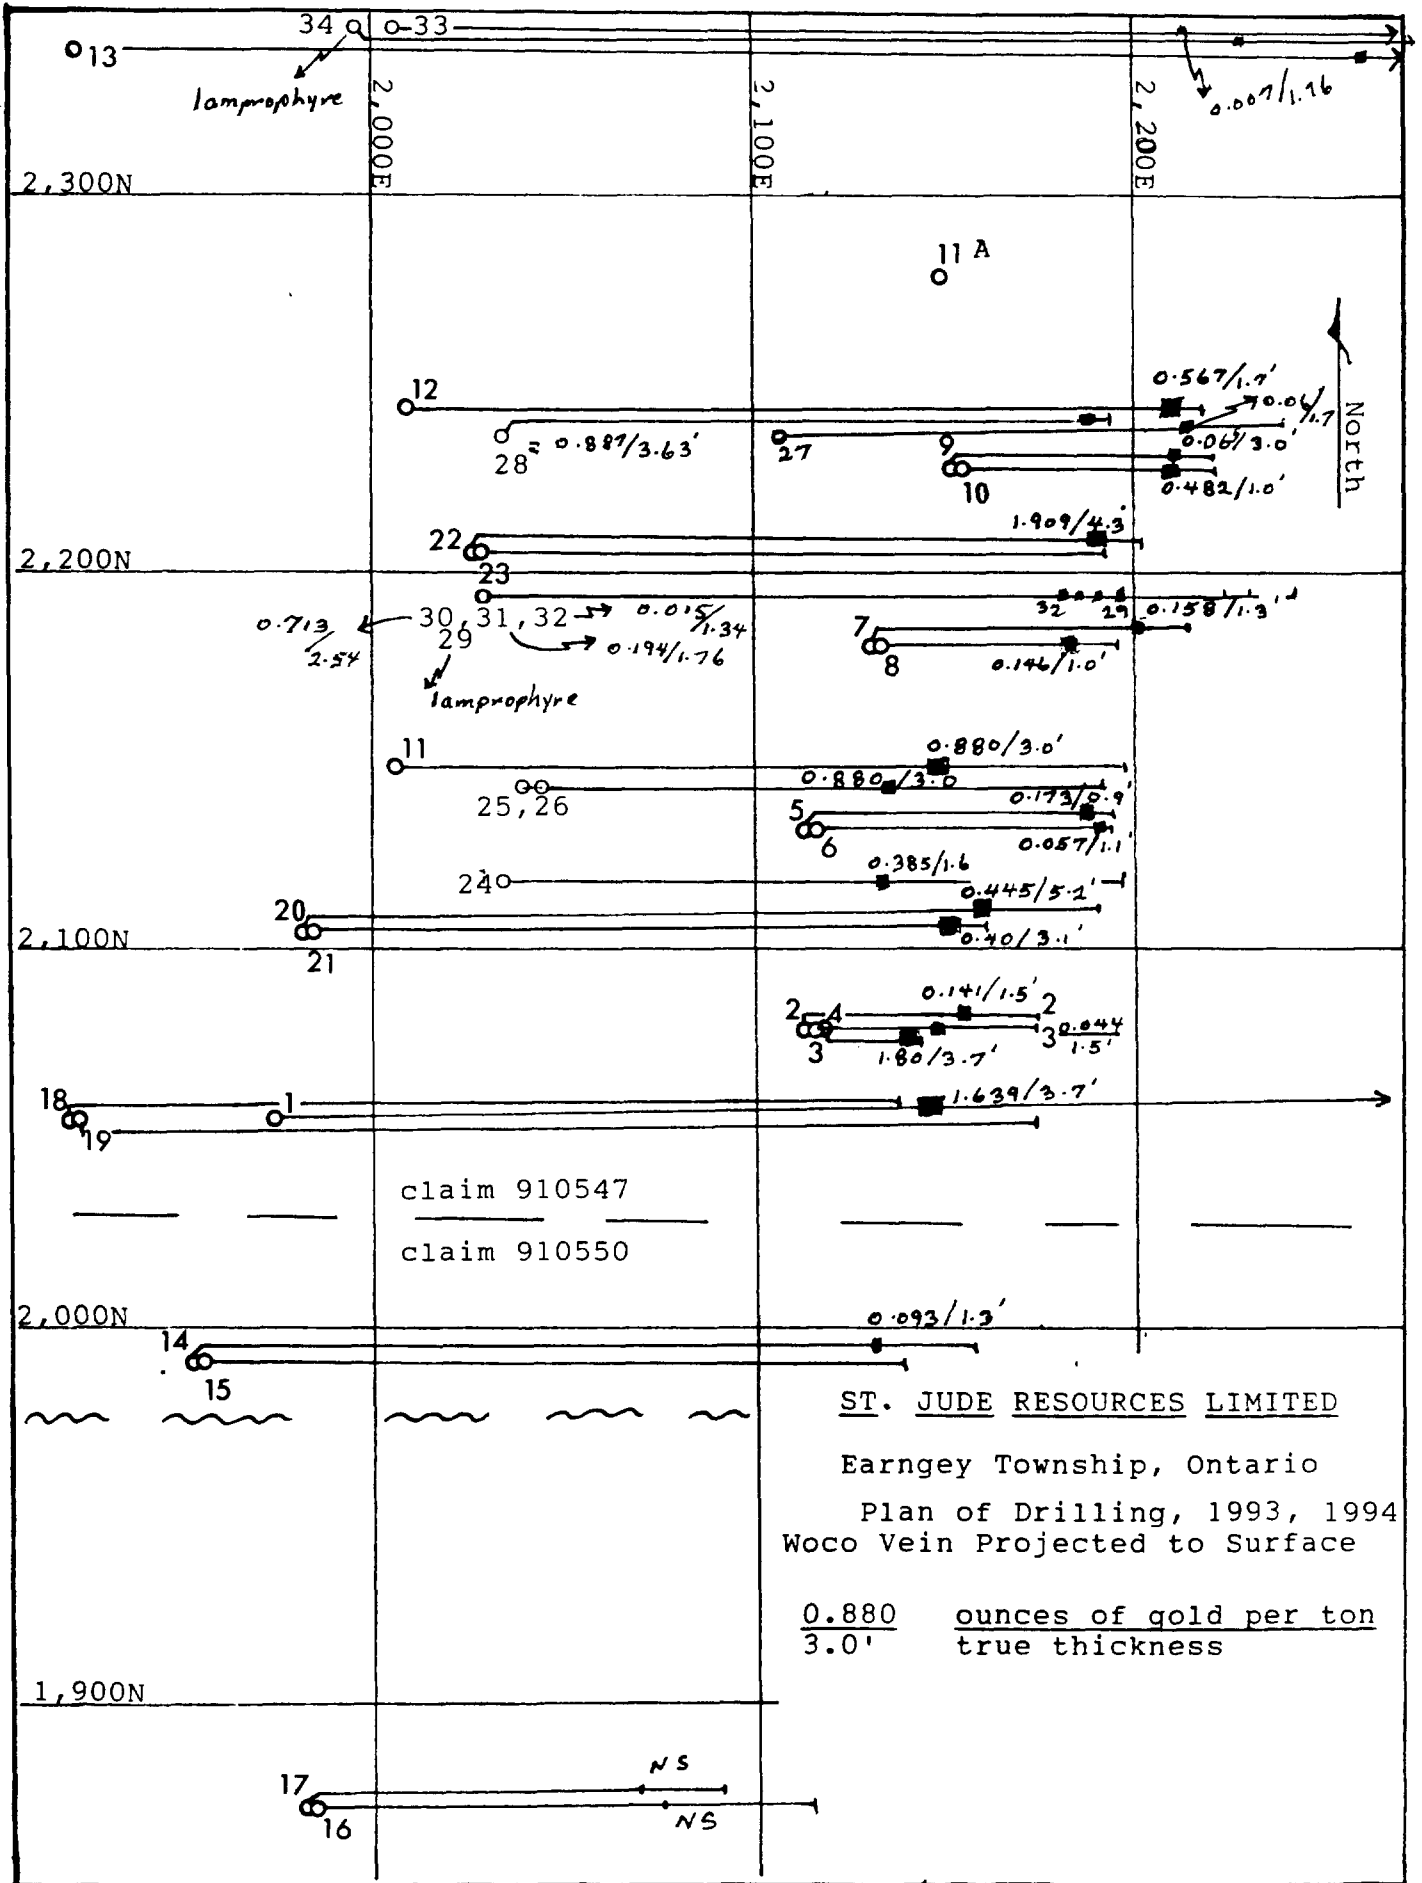 34 33
13
lamprophyre
0.007/1.76
2,000E
2,100E
2,200E
2,300N
11 A
North
12
0.567/1.7'
0.06/1.7
28 = 0.887/3.63'
27
9
0.065/3.0'
10
0.482/1.0'
22
1.909/4.3'
2,200N
23
30,31,32 → 0.015/1.34
32 29 0.158/1.3'
0.713/2.54
29
0.194/1.76
7
8
0.146/1.0'
lamprophyre
11
0.880/3.0'
0.880/3.0
25,26
0.173/0.9'
5
6
0.057/1.1'
0.385/1.6
24
0.445/5.2'
20
2,100N
21
0.40/3.1'
0.141/1.5'
2 4 2
3
3 0.044/1.5'
1.80/3.7'
18 1
1.639/3.7'
19
claim 910547
claim 910550
2,000N
0.093/1.3'
14
15
ST. JUDE RESOURCES LIMITED
Earngey Township, Ontario
Plan of Drilling, 1993, 1994
Woco Vein Projected to Surface
0.880 ounces of gold per ton
3.0' true thickness
1,900N
NS
17
16
NS